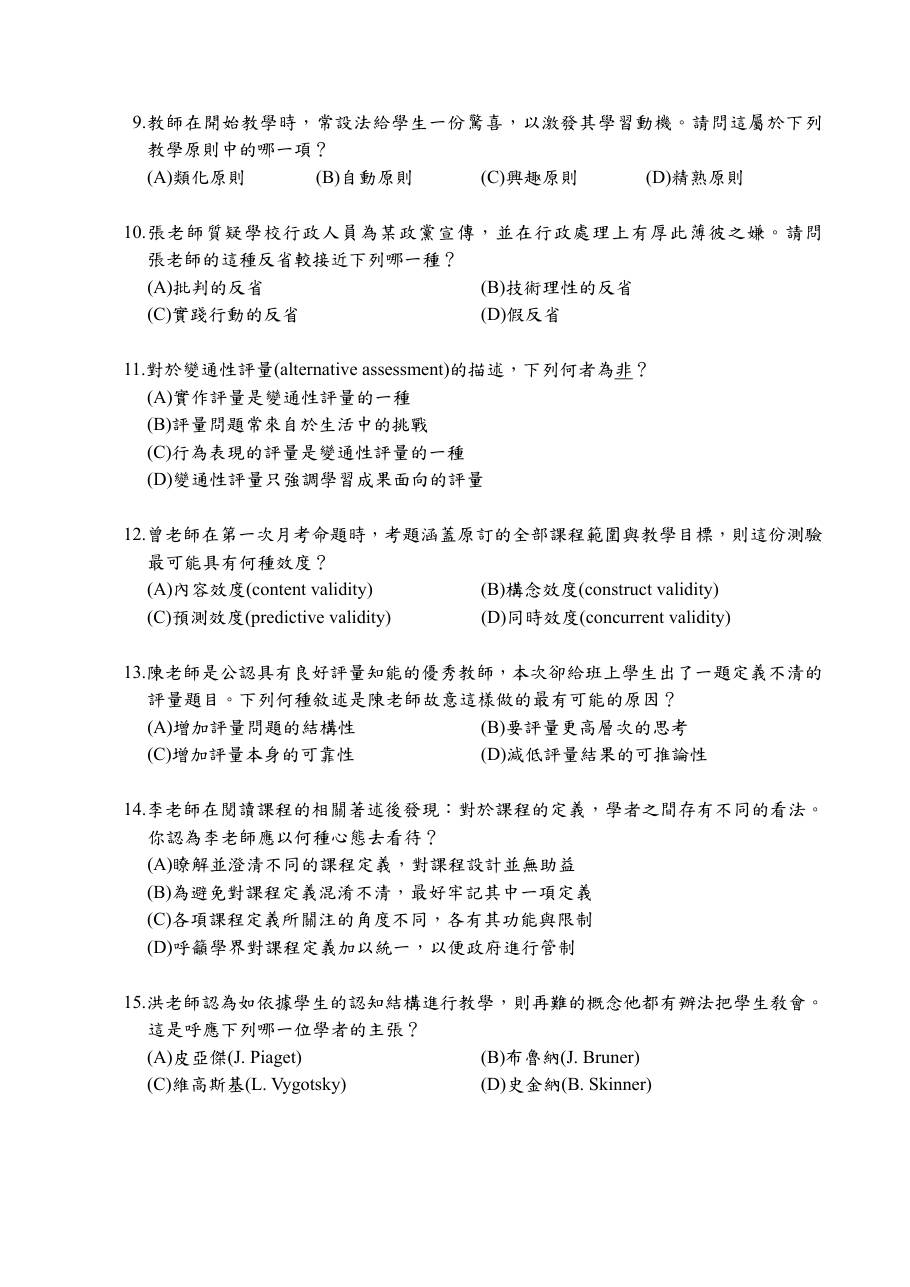 9.教師在開始教學時，常設法給學生一份驚喜，以激發其學習動機。請問這屬於下列
教學原則中的哪一項？
(A)類化原則 (B)自動原則 (C)興趣原則 (D)精熟原則
10.張老師質疑學校行政人員為某政黨宣傳，並在行政處理上有厚此薄彼之嫌。請問
張老師的這種反省較接近下列哪一種？
(A)批判的反省 (B)技術理性的反省
(C)實踐行動的反省 (D)假反省
11.對於變通性評量(alternative assessment)的描述，下列何者為非？
(A)實作評量是變通性評量的一種
(B)評量問題常來自於生活中的挑戰
(C)行為表現的評量是變通性評量的一種
(D)變通性評量只強調學習成果面向的評量
12.曾老師在第一次月考命題時，考題涵蓋原訂的全部課程範圍與教學目標，則這份測驗
最可能具有何種效度？
(A)內容效度(content validity) (B)構念效度(construct validity)
(C)預測效度(predictive validity) (D)同時效度(concurrent validity)
13.陳老師是公認具有良好評量知能的優秀教師，本次卻給班上學生出了一題定義不清的
評量題目。下列何種敘述是陳老師故意這樣做的最有可能的原因？
(A)增加評量問題的結構性 (B)要評量更高層次的思考
(C)增加評量本身的可靠性 (D)減低評量結果的可推論性
14.李老師在閱讀課程的相關著述後發現：對於課程的定義，學者之間存有不同的看法。
你認為李老師應以何種心態去看待？
(A)瞭解並澄清不同的課程定義，對課程設計並無助益
(B)為避免對課程定義混淆不清，最好牢記其中一項定義
(C)各項課程定義所關注的角度不同，各有其功能與限制
(D)呼籲學界對課程定義加以統一，以便政府進行管制
15.洪老師認為如依據學生的認知結構進行教學，則再難的概念他都有辦法把學生教會。
這是呼應下列哪一位學者的主張？
(A)皮亞傑(J. Piaget) (B)布魯納(J. Bruner)
(C)維高斯基(L. Vygotsky) (D)史金納(B. Skinner)